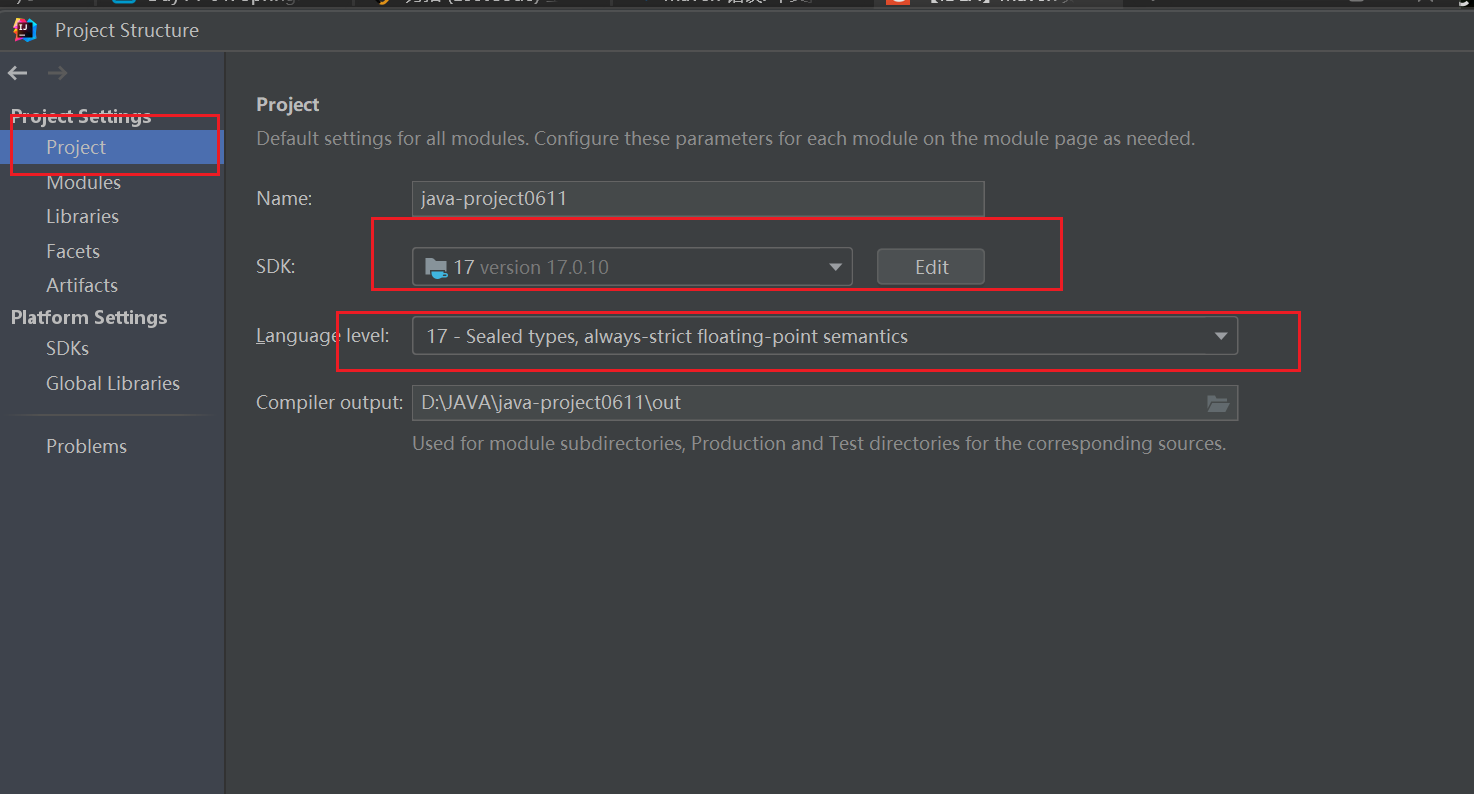 Project Structure
Project Settings
Project
Modules
Libraries
Facets
Artifacts
Platform Settings
SDKs
Global Libraries
Problems
Project
Default settings for all modules. Configure these parameters for each module on the module page as needed.
Name:
java-project0611
SDK:
17 version 17.0.10
Edit
Language level:
17 - Sealed types, always-strict floating-point semantics
Compiler output:
D:\JAVA\java-project0611\out
Used for module subdirectories, Production and Test directories for the corresponding sources.